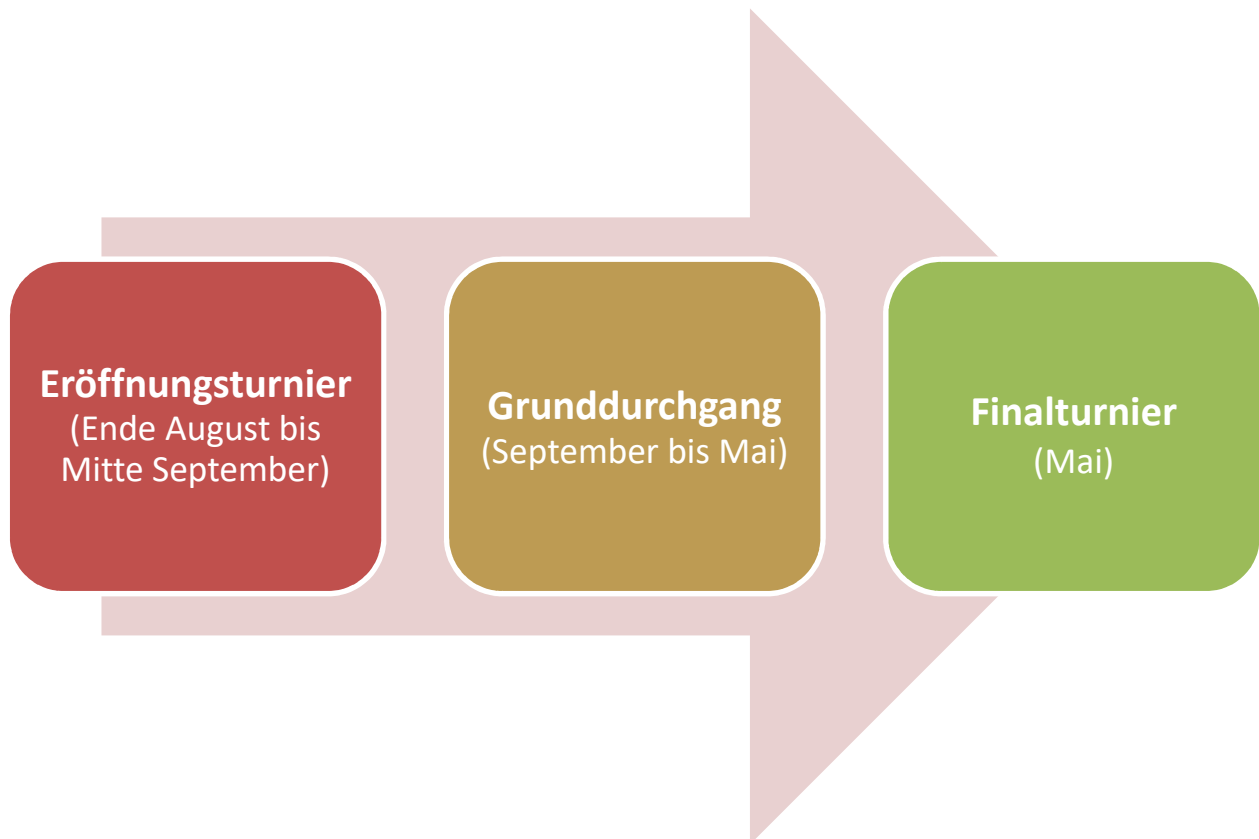 Eröffnungsturnier
(Ende August bis
Mitte September)
Grunddurchgang
(September bis Mai)
Finalturnier
(Mai)